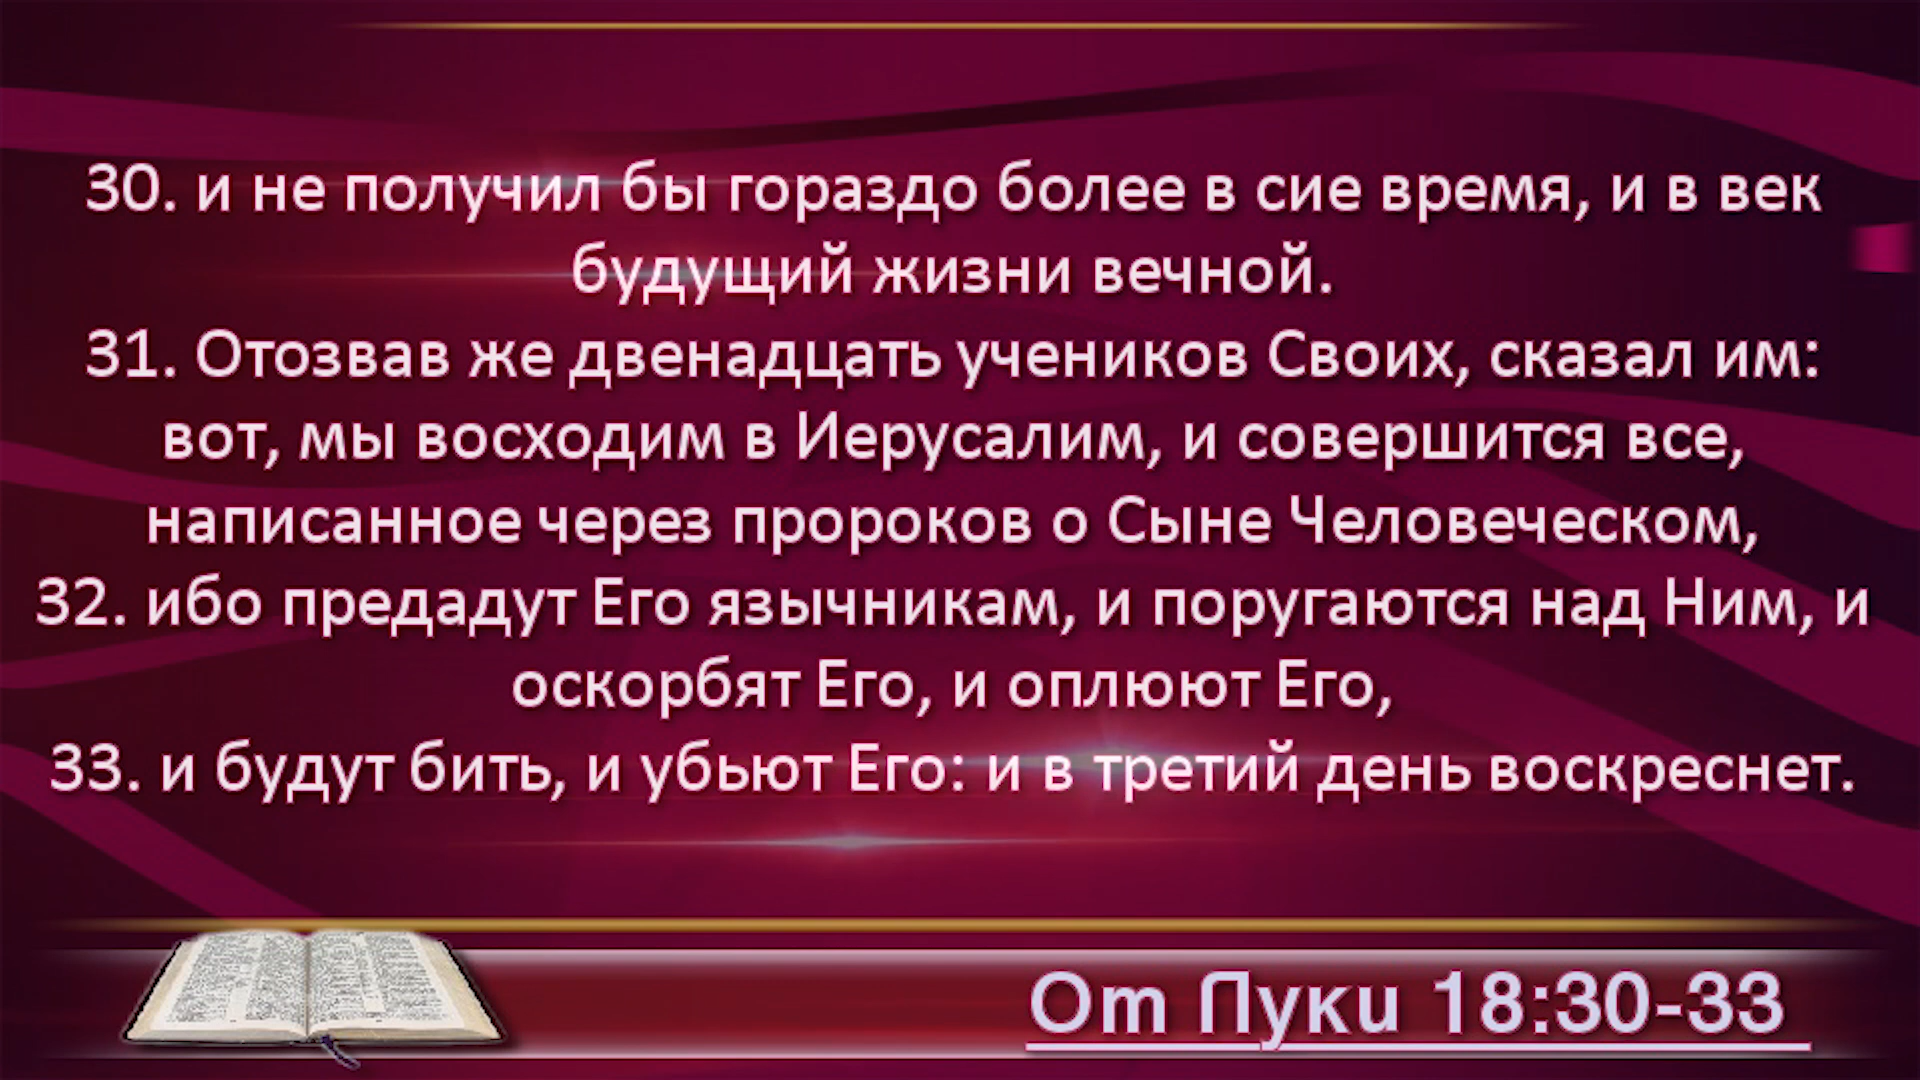 30. и не получил бы гораздо более в сие время, и в век
будущий жизни вечной.
31. Отозвав же двенадцать учеников Своих, сказал им:
вот, мы восходим в Иерусалим, и совершится все,
написанное через пророков о Сыне Человеческом,
32. ибо предадут Его язычникам, и поругаются над Ним, и
оскорбят Его, и оплюют Его,
33. и будут бить, и убьют Его: и в третий день воскреснет.
От Луки 18:30-33